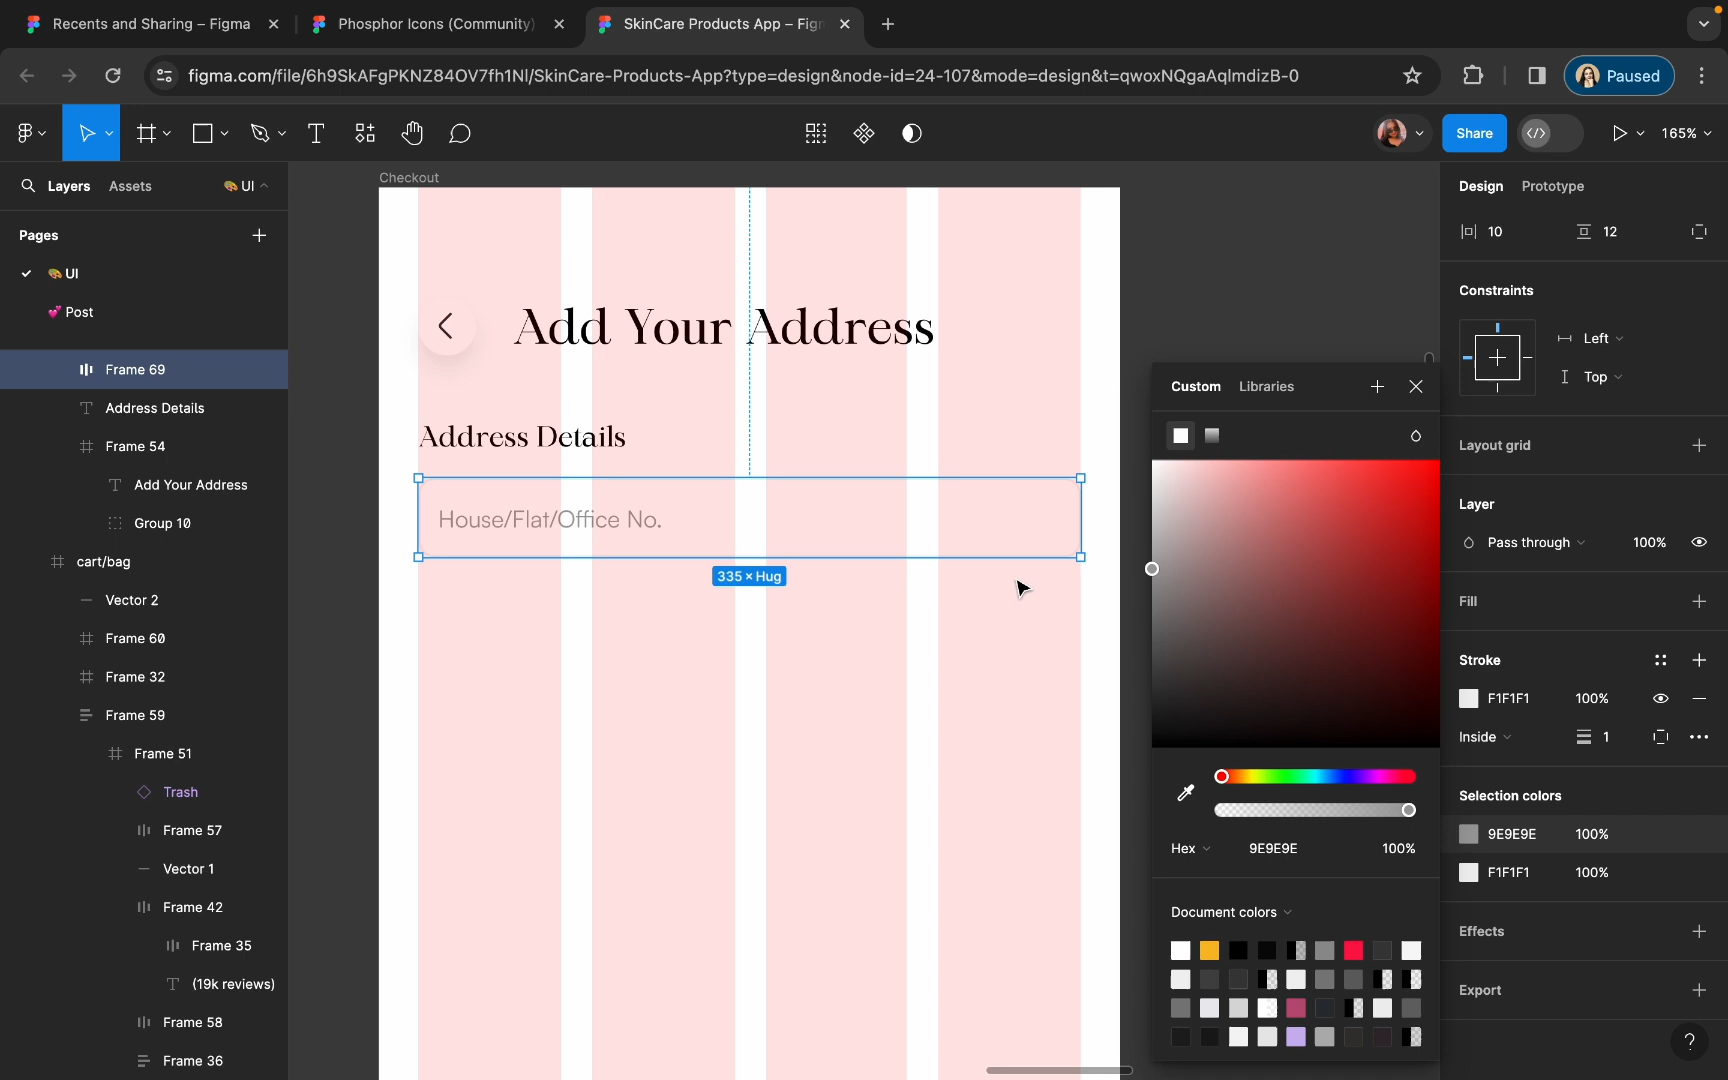 Recents and Sharing – Figma
Phosphor Icons (Community)
SkinCare Products App – Figm
figma.com/file/6h9SkAFgPKNZ84OV7fh1Nl/SkinCare-Products-App?type=design&node-id=24-107&mode=design&t=qwoxNQgaAqlmdizB-0
Paused
Share
165%
Layers
Assets
🎨 UI
Pages
🎨 UI
💕 Post
Frame 69
Address Details
Frame 54
Add Your Address
Group 10
cart/bag
Vector 2
Frame 60
Frame 32
Frame 59
Frame 51
Trash
Frame 57
Vector 1
Frame 42
Frame 35
(19k reviews)
Frame 58
Frame 36
Checkout
Add Your Address
Address Details
House/Flat/Office No.
335 × Hug
Custom
Libraries
Hex
9E9E9E
100%
Document colors
Design
Prototype
10
12
Constraints
Left
Top
Layout grid
Layer
Pass through
100%
Fill
Stroke
F1F1F1
100%
Inside
1
Selection colors
9E9E9E
100%
F1F1F1
100%
Effects
Export
?